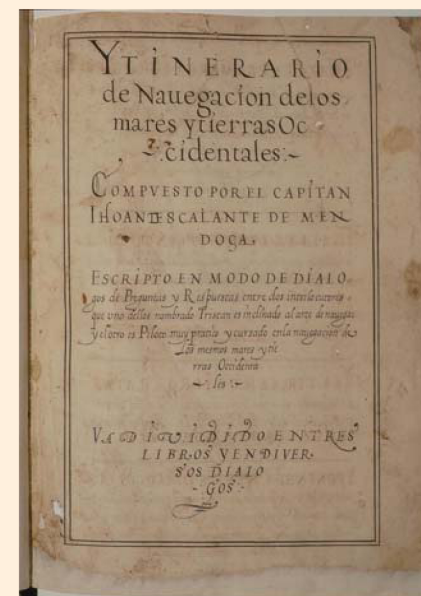 YTINERARIO
de Nauegacion delos
mares ytierras Oc
cidentales:~
COMPVESTO POR EL CAPITAN
IHOAN DESCALANTE DE MEN
DOÇA.
ESCRIPTO EN MODO DE DIALO
gos de Preguntas y Respuestas entre dos interlocutores
que vno dellos nombrado Tristan es inclinado al arte de nauegar
y el otro es Piloto muy pratico y cursado en la nauegacion de
los mesmos mares y tie
rras Occidenta
les:~
VA DIVIDIDO EN TRES
LIBROS Y EN DIVER
SOS DIALO
GOS